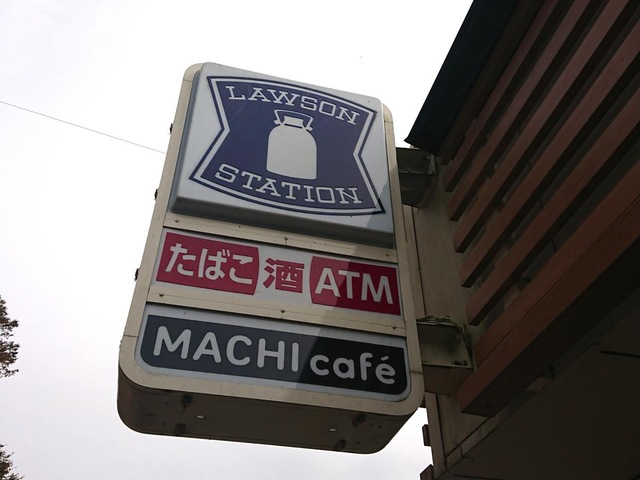 LAWSON
STATION
たばこ 酒 ATM
MACHI café